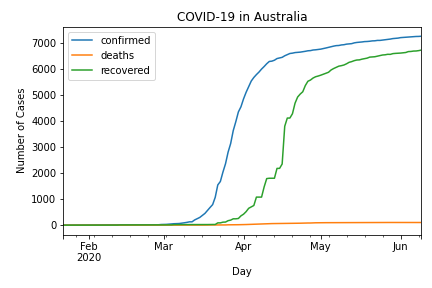 COVID-19 in Australia
confirmed
deaths
recovered
Number of Cases
7000
6000
5000
4000
3000
2000
1000
0
Feb Mar Apr May Jun
2020
Day